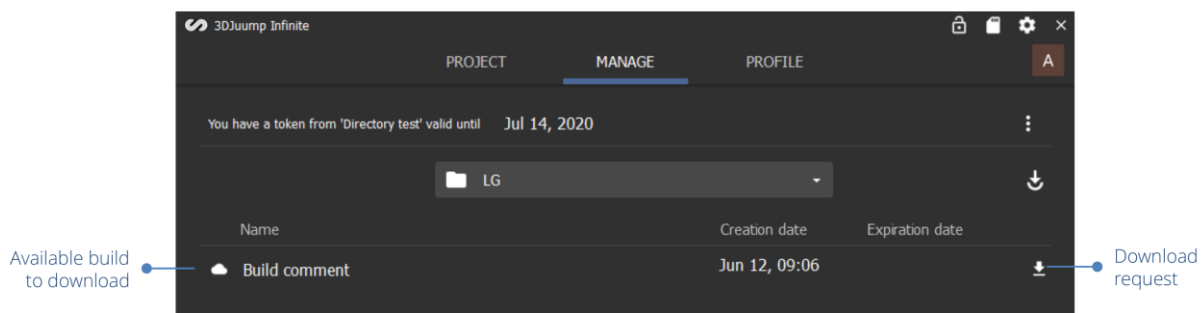 3DJuump Infinite
PROJECT MANAGE PROFILE A
You have a token from 'Directory test' valid until Jul 14, 2020
LG
Name Creation date Expiration date
Available build
to download
Build comment Jun 12, 09:06
Download
request